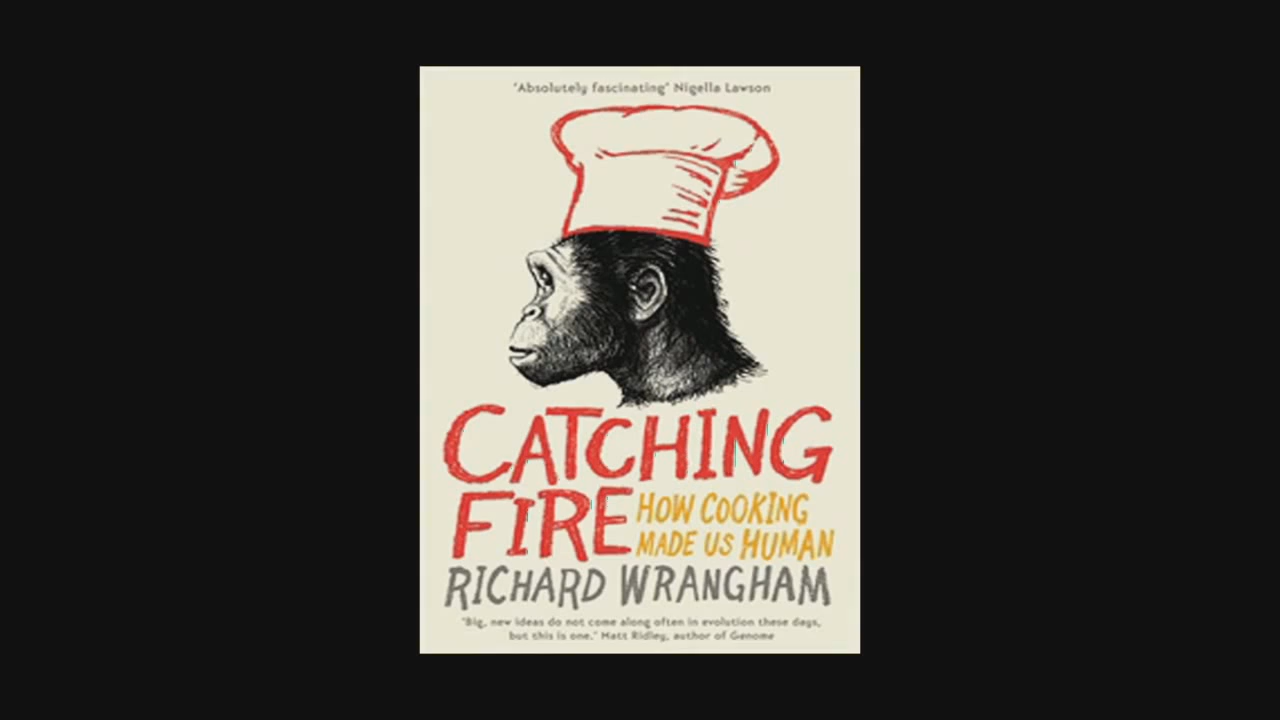 "Absolutely fascinating" Nigella Lawson
CATCHING
FIRE HOW COOKING
MADE US HUMAN
RICHARD WRANGHAM
"Big, new ideas do not come along often in evolution these days,
but this is one." Matt Ridley, author of Genome